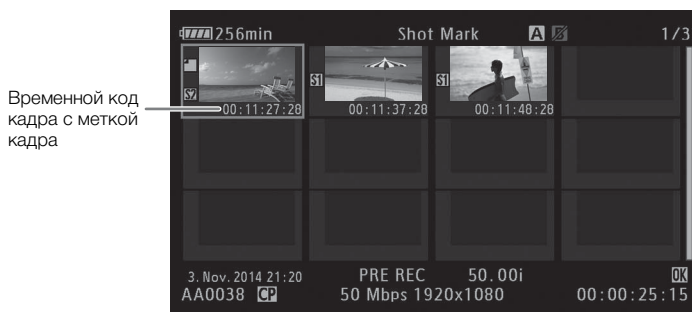 256min Shot Mark A 1/3
S2
00:11:27:28
S1
00:11:37:28
S1
00:11:48:28
Временной код
кадра с меткой
кадра
3. Nov. 2014 21:20 PRE REC 50.00i OK
AA0038 CP 50 Mbps 1920x1080 00:00:25:15